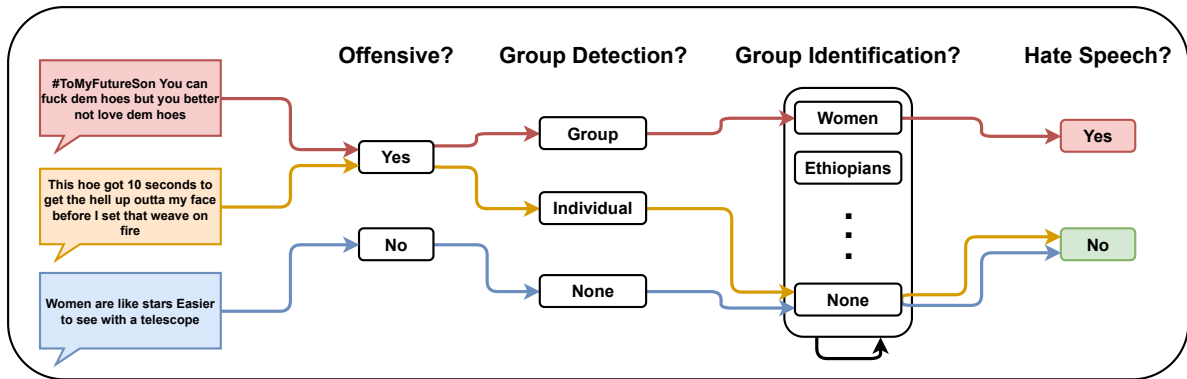 Offensive? Group Detection? Group Identification? Hate Speech?
#ToMyFutureSon You can
fuck dem hoes but you better
not love dem hoes
This hoe got 10 seconds to
get the hell up outta my face
before I set that weave on
fire
Women are like stars Easier
to see with a telescope
Yes
No
Group
Individual
None
Women
Ethiopians
None
Yes
No